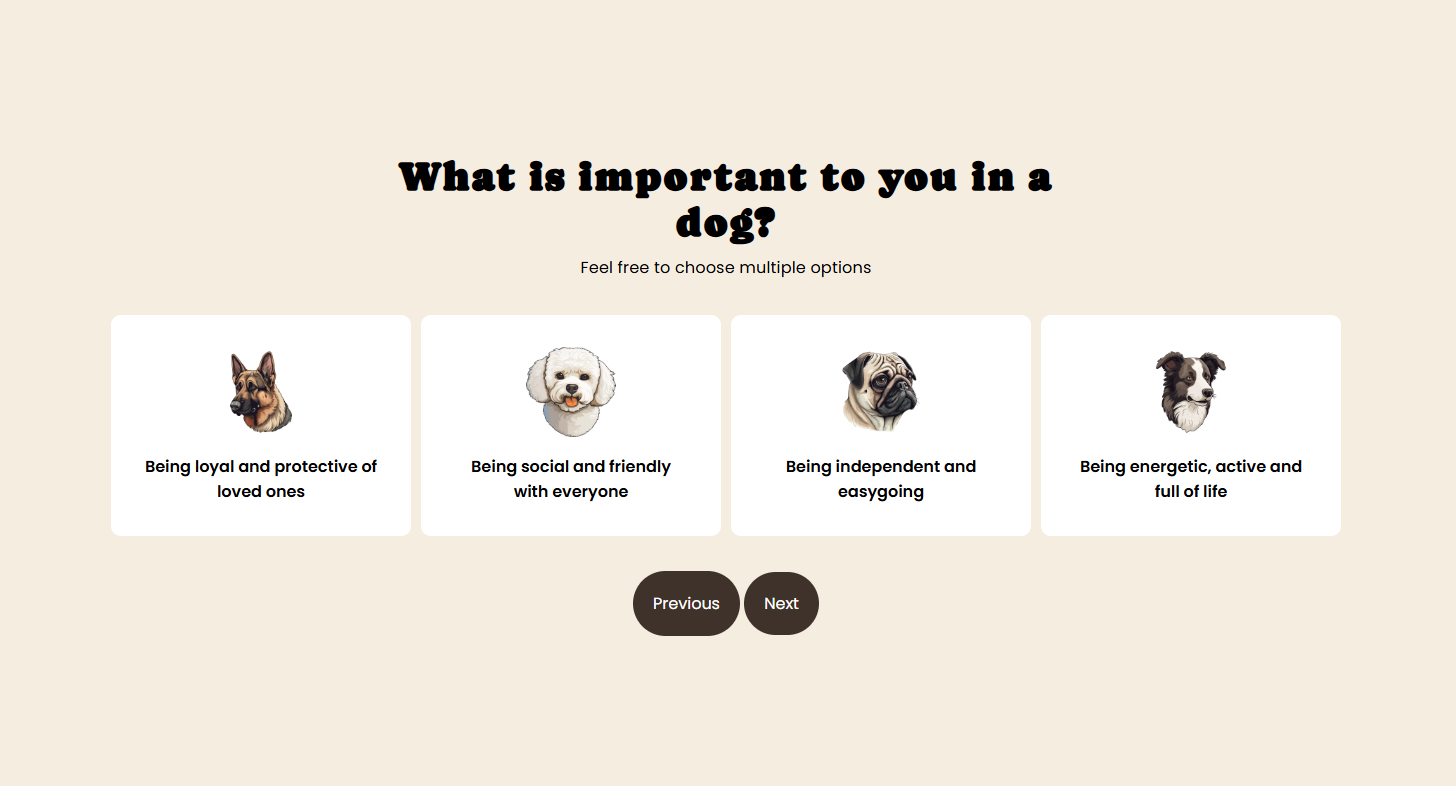 What is important to you in a
dog?
Feel free to choose multiple options
Being loyal and protective of
loved ones
Being social and friendly
with everyone
Being independent and
easygoing
Being energetic, active and
full of life
Previous
Next